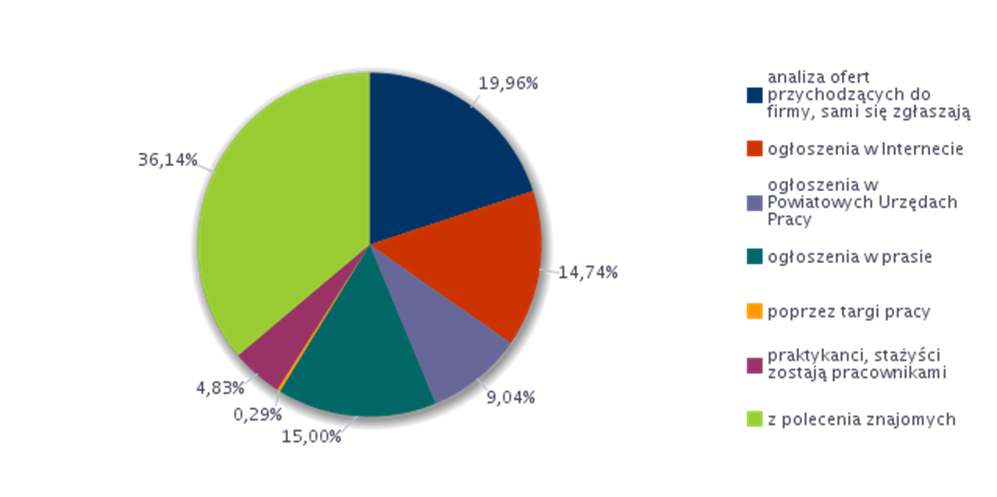 19,96%
14,74%
9,04%
15,00%
0,29%
4,83%
36,14%
analiza ofert
przychodzących do
firmy, sami się zgłaszają
ogłoszenia w Internecie
ogłoszenia w
Powiatowych Urzędach
Pracy
ogłoszenia w prasie
poprzez targi pracy
praktykanci, stażyści
zostają pracownikami
z polecenia znajomych